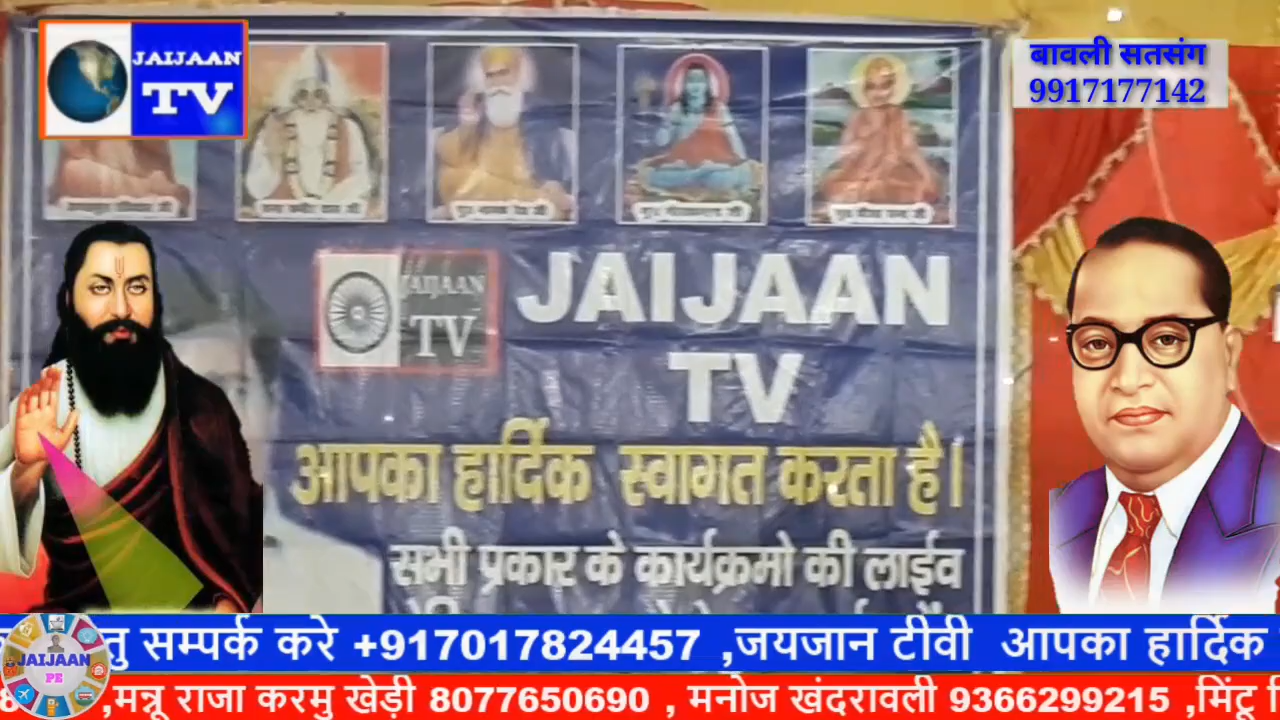 JAIJAAN
TV
बावली सतसंग
9917177142
JAIJAAN
TV
JAIJAAN
TV
आपका हार्दिक स्वागत करता है।
सभी प्रकार के कार्यक्रमो की लाईव
तु सम्पर्क करे +917017824457 ,जयजान टीवी आपका हार्दिक
JAIJAAN
PE
,मन्नू राजा करमु खेड़ी 8077650690 , मनोज खंदरावली 9366299215 ,मिंटू